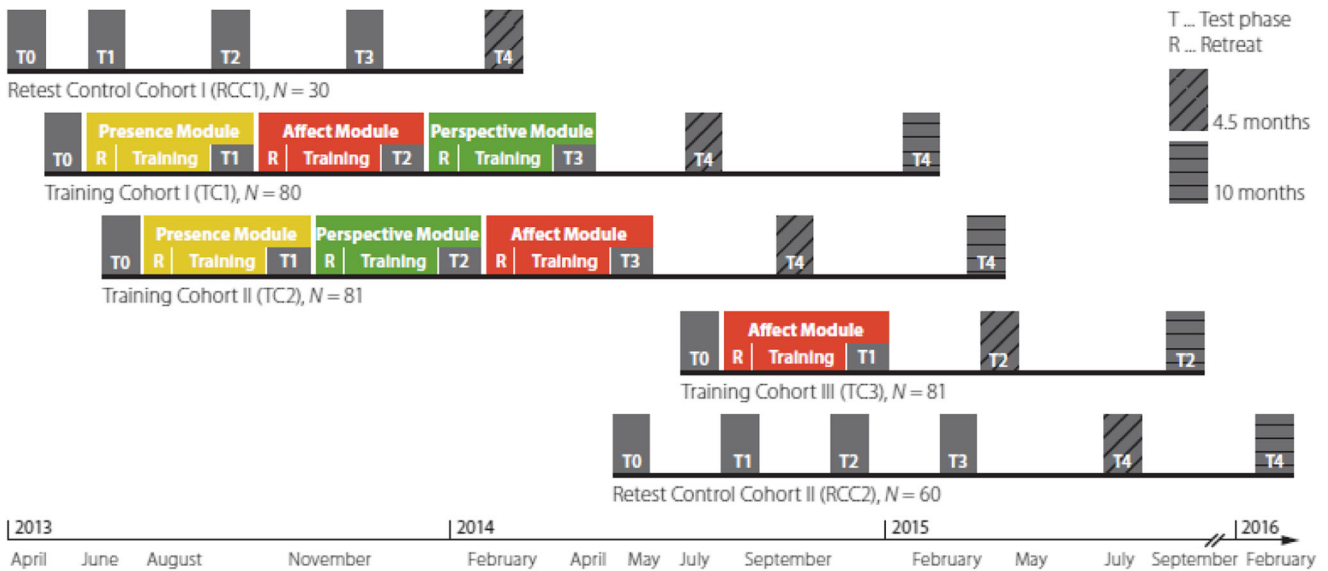 T0 T1 T2 T3 T4
Retest Control Cohort I (RCC1), N = 30
T ... Test phase
R ... Retreat
4.5 months
10 months
Presence Module Affect Module Perspective Module
T0 R Training T1 R Training T2 R Training T3 T4 T4
Training Cohort I (TC1), N = 80
Presence Module Perspective Module Affect Module
T0 R Training T1 R Training T2 R Training T3 T4 T4
Training Cohort II (TC2), N = 81
Affect Module
T0 R Training T1 T2 T2
Training Cohort III (TC3), N = 81
T0 T1 T2 T3 T4 T4
Retest Control Cohort II (RCC2), N = 60
2013 2014 2015 2016
April June August November February April May July September February May July September February